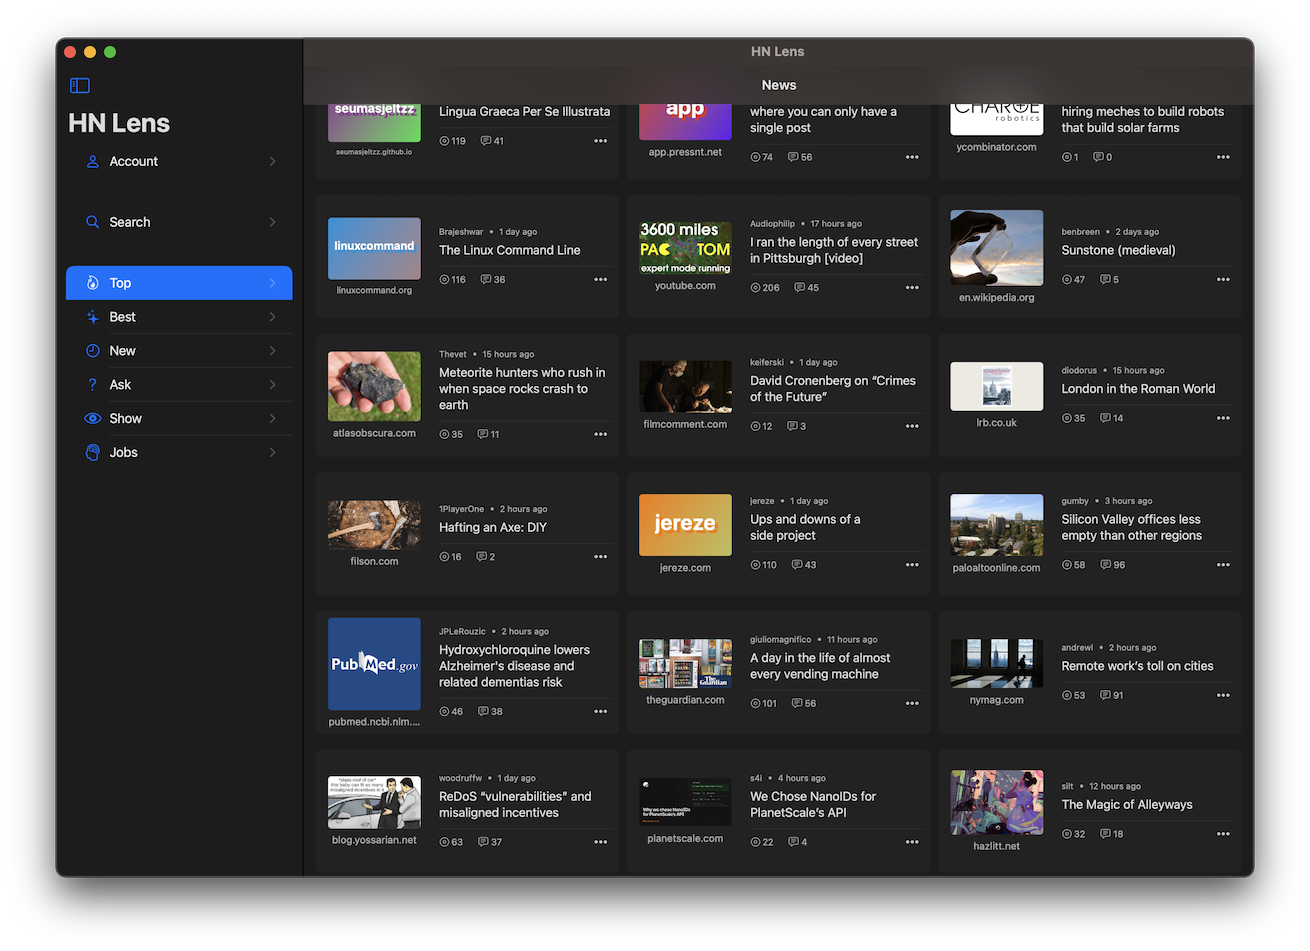 HN Lens
News
HN Lens
Account
Search
Top
Best
New
Ask
Show
Jobs
seumasjeltzz
seumasjeltzz.github.io
Lingua Graeca Per Se Illustrata
119 41
app
app.pressnt.net
where you can only have a
single post
74 56
CHARGE
robotics
ycombinator.com
hiring meches to build robots
that build solar farms
1 0
linuxcommand
linuxcommand.org
Brajeshwar • 1 day ago
The Linux Command Line
116 36
3600 miles
PAC TOM
expert mode running
youtube.com
Audiophilip • 17 hours ago
I ran the length of every street
in Pittsburgh [video]
206 45
en.wikipedia.org
benbreen • 2 days ago
Sunstone (medieval)
47 5
atlasobscura.com
Thevet • 15 hours ago
Meteorite hunters who rush in
when space rocks crash to
earth
35 11
filmcomment.com
keiferski • 1 day ago
David Cronenberg on “Crimes
of the Future”
12 3
lrb.co.uk
diodorus • 15 hours ago
London in the Roman World
35 14
filson.com
1PlayerOne • 2 hours ago
Hafting an Axe: DIY
16 2
jereze
jereze.com
jereze • 1 day ago
Ups and downs of a
side project
110 43
paloaltoonline.com
gumby • 3 hours ago
Silicon Valley offices less
empty than other regions
58 96
PubMed.gov
pubmed.ncbi.nlm....
JPLeRouzic • 2 hours ago
Hydroxychloroquine lowers
Alzheimer's disease and
related dementias risk
46 38
The
Guardian
theguardian.com
giuliomagnifico • 11 hours ago
A day in the life of almost
every vending machine
101 56
nymag.com
andrewl • 2 hours ago
Remote work’s toll on cities
53 91
*slaps roof of car*
this baby can fit so many
misaligned incentives in it
blog.yossarian.net
woodruffw • 1 day ago
ReDoS “vulnerabilities” and
misaligned incentives
63 37
Why we chose NanoIDs
for PlanetScale's API
planetscale.com
s4i • 4 hours ago
We Chose NanoIDs for
PlanetScale’s API
22 4
hazlitt.net
silt • 12 hours ago
The Magic of Alleyways
32 18